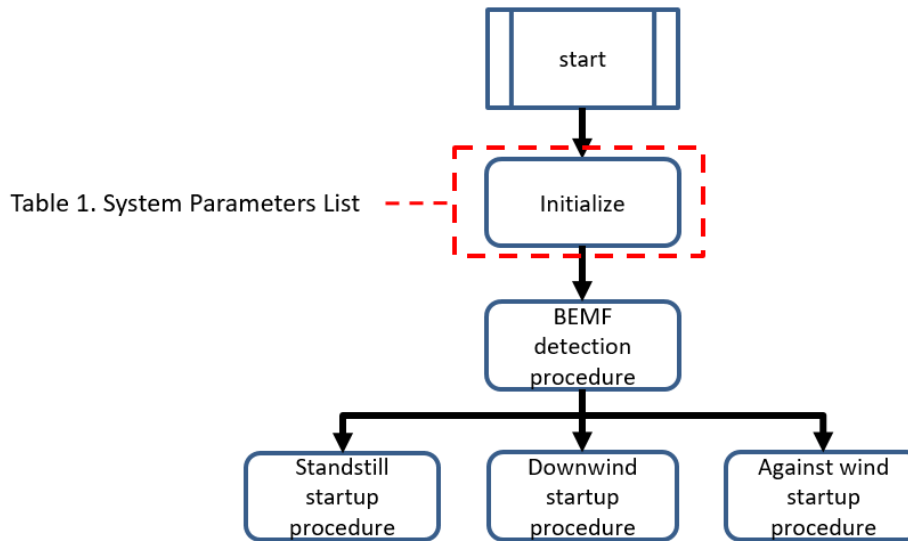 start
Table 1. System Parameters List
Initialize
BEMF
detection
procedure
Standstill
startup
procedure
Downwind
startup
procedure
Against wind
startup
procedure